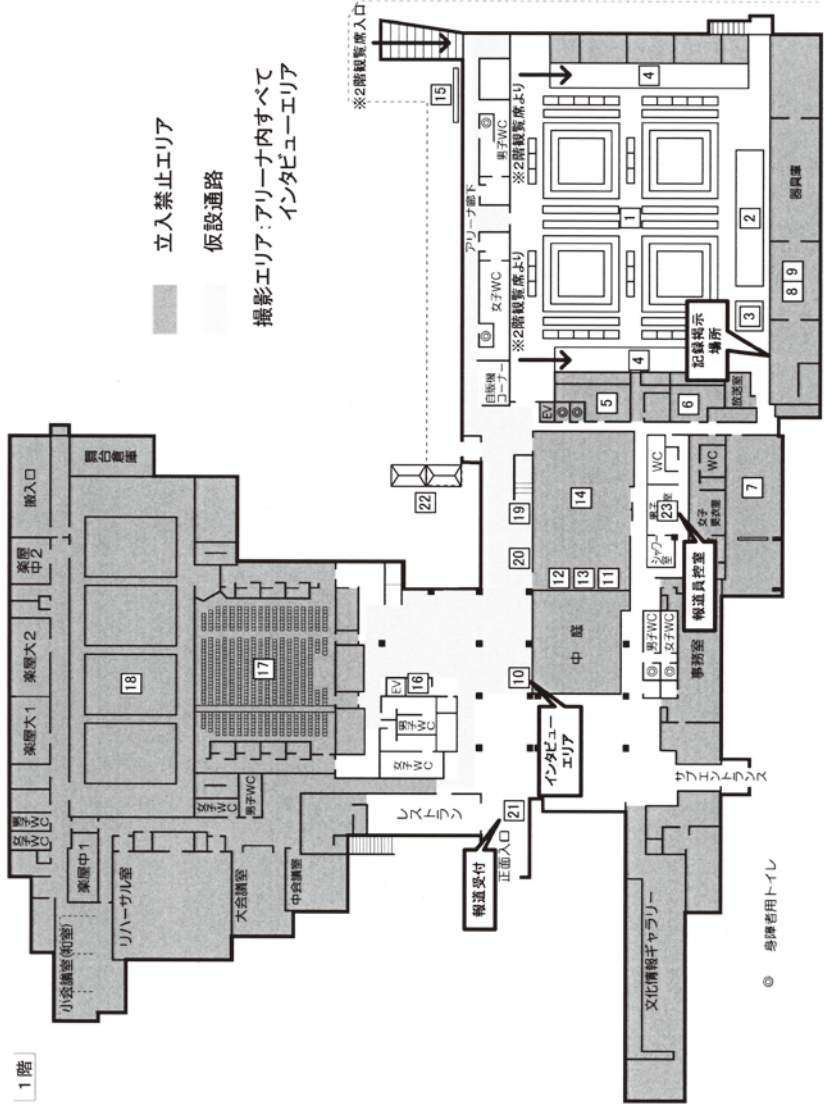 1階
立入禁止エリア
仮設通路
撮影エリア:アリーナ内すべて
インタビューエリア
※2階観覧席入口
15
搬入口
舞台倉庫
楽屋中2
楽屋大2
楽屋大1
男子WC
女子WC
楽屋中1
小会議室(和室)
リハーサル室
大会議室
中会議室
女子WC
男子WC
18
17
EV
16
男子WC
女子WC
レストラン
報道受付
21
正面入口
インタビューエリア
10
中庭
22
19
20
12
13
11
14
自販機コーナー
女子WC
男子WC
アリーナ廊下
※2階観覧席より
※2階観覧席より
4
4
1
2
3
記録掲示場所
8
9
器具庫
EV
5
6
放送室
WC
男子
室
23
シャワー室
女子更衣室
WC
7
報道員控室
男子WC
女子WC
事務室
サブエントランス
文化情報ギャラリー
◎ 身障者用トイレ